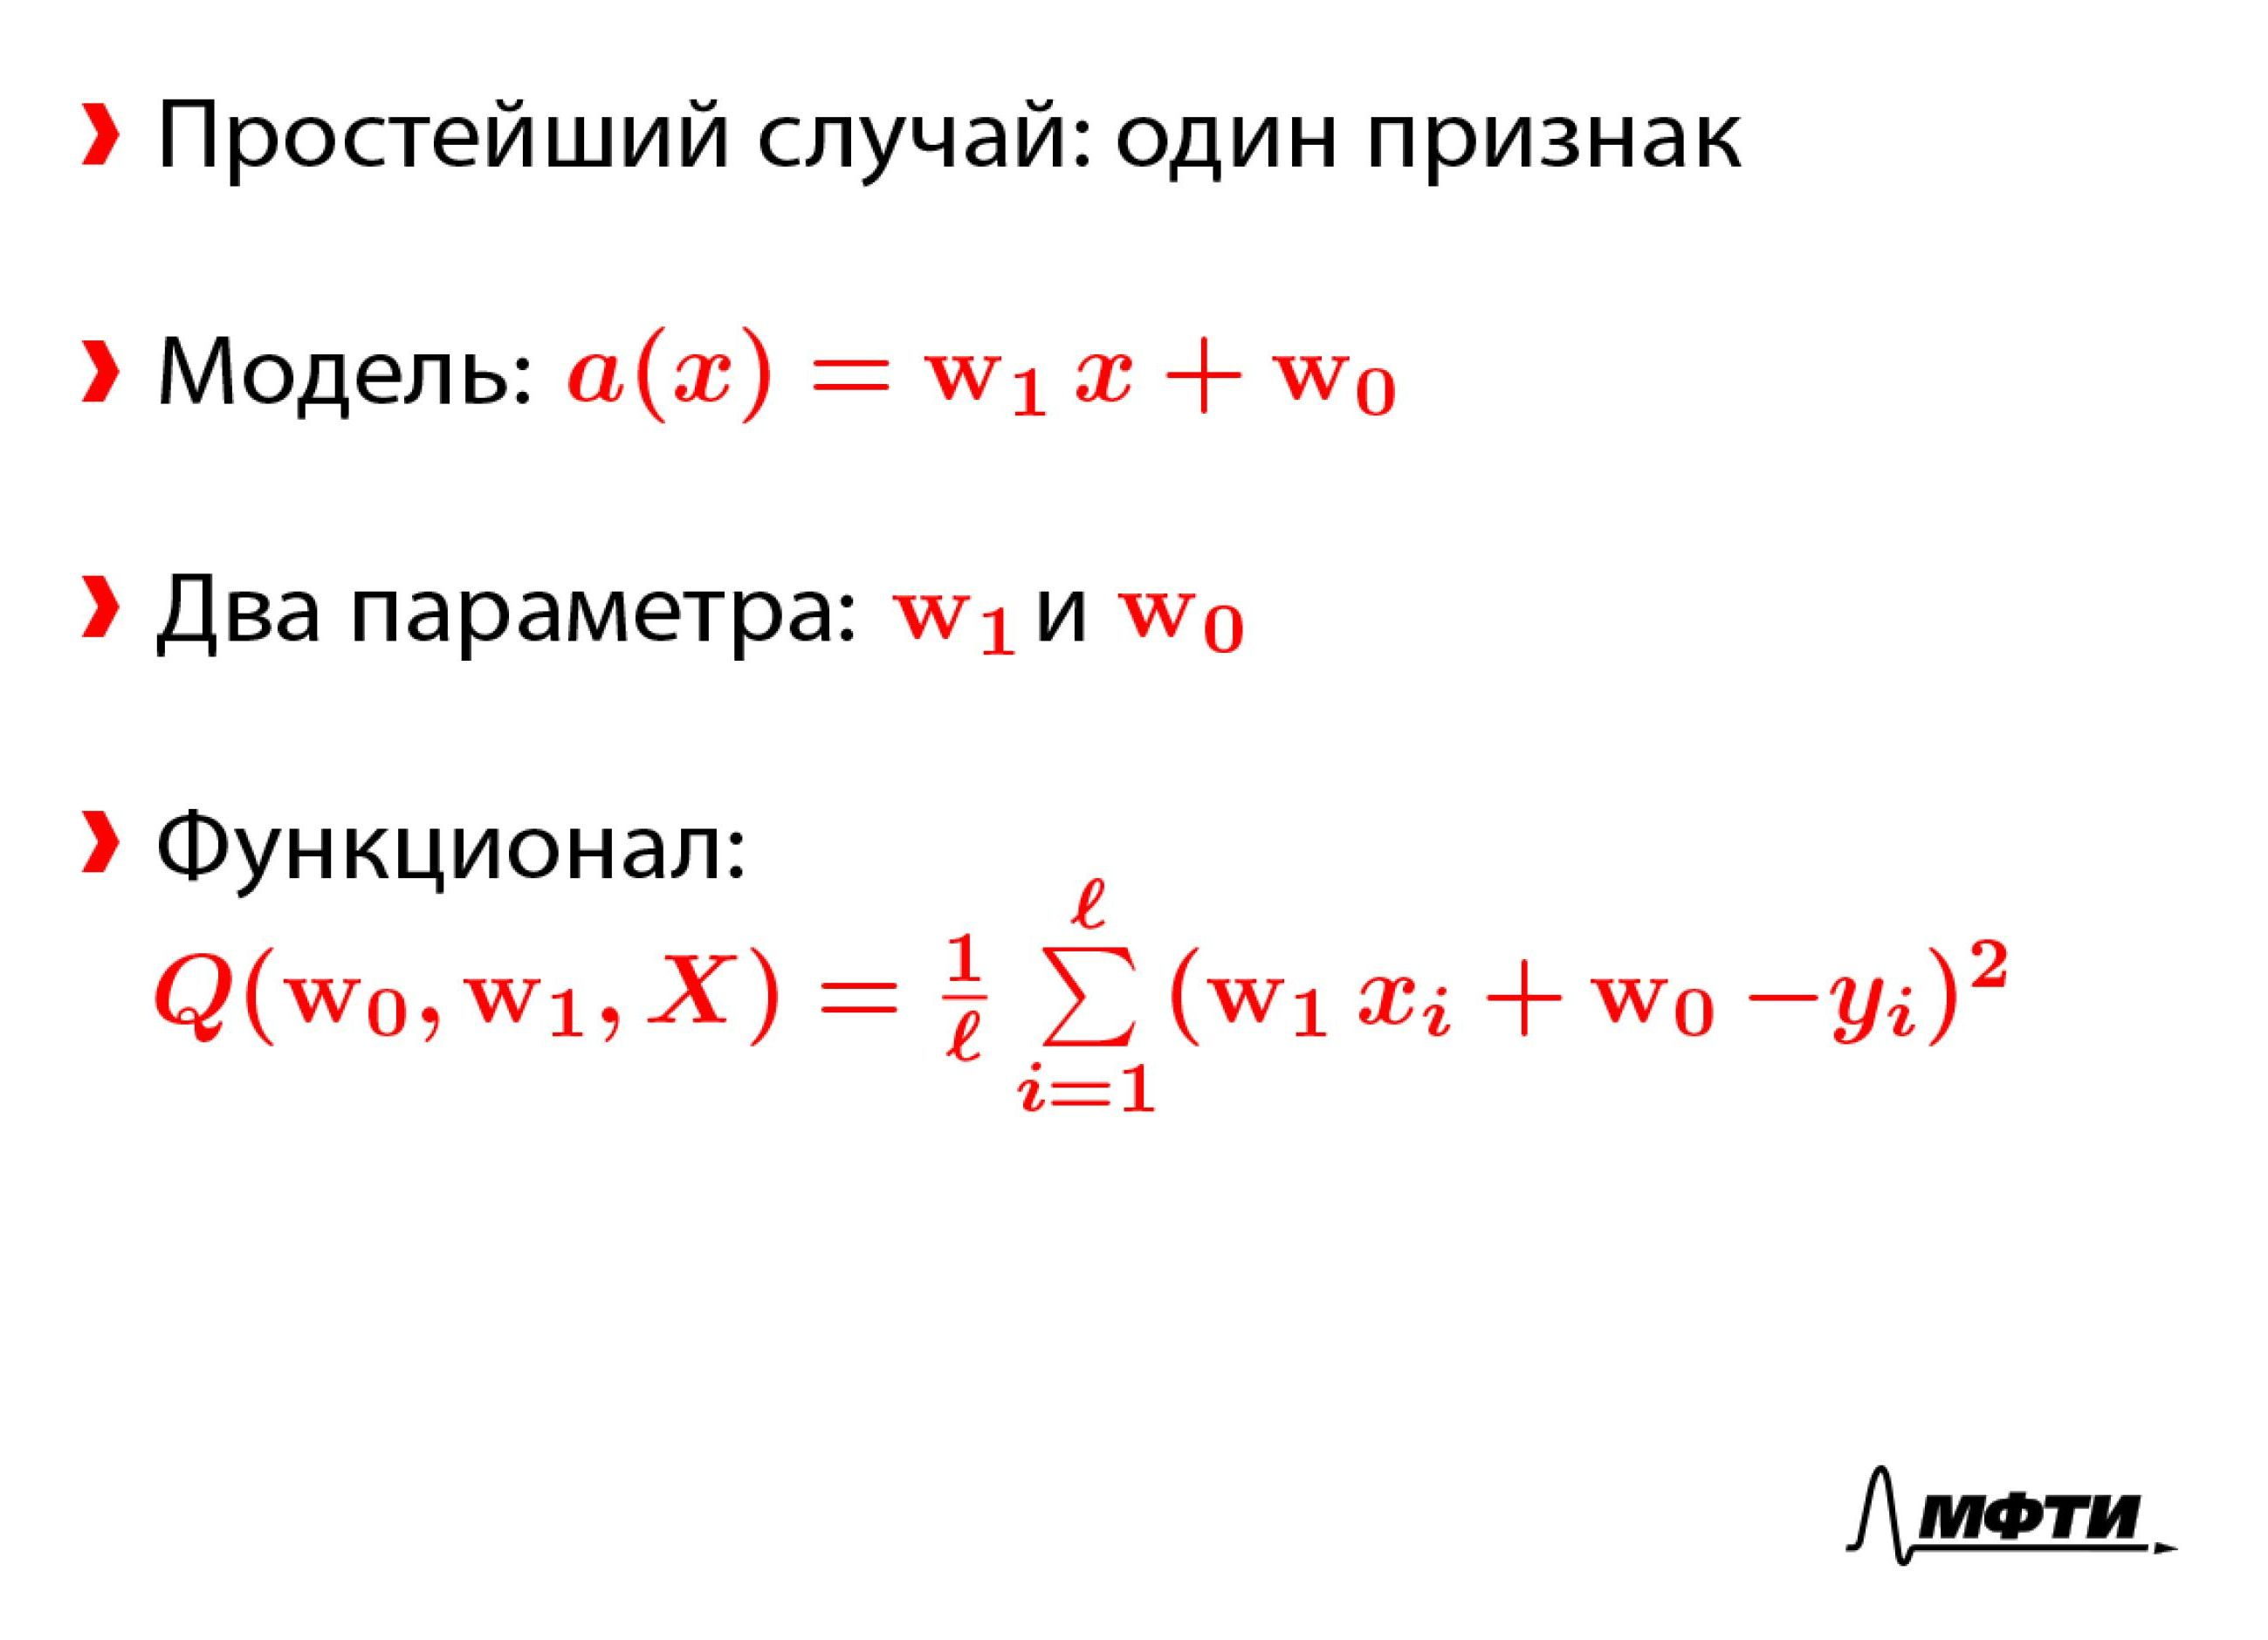 Простейший случай: один признак
Модель: a(x) = w₁ x + w₀
Два параметра: w₁ и w₀
Функционал:
Q(w₀, w₁, X) = 1/ℓ ∑_{i=1}^{ℓ} (w₁ xᵢ + w₀ − yᵢ)²
МФТИ